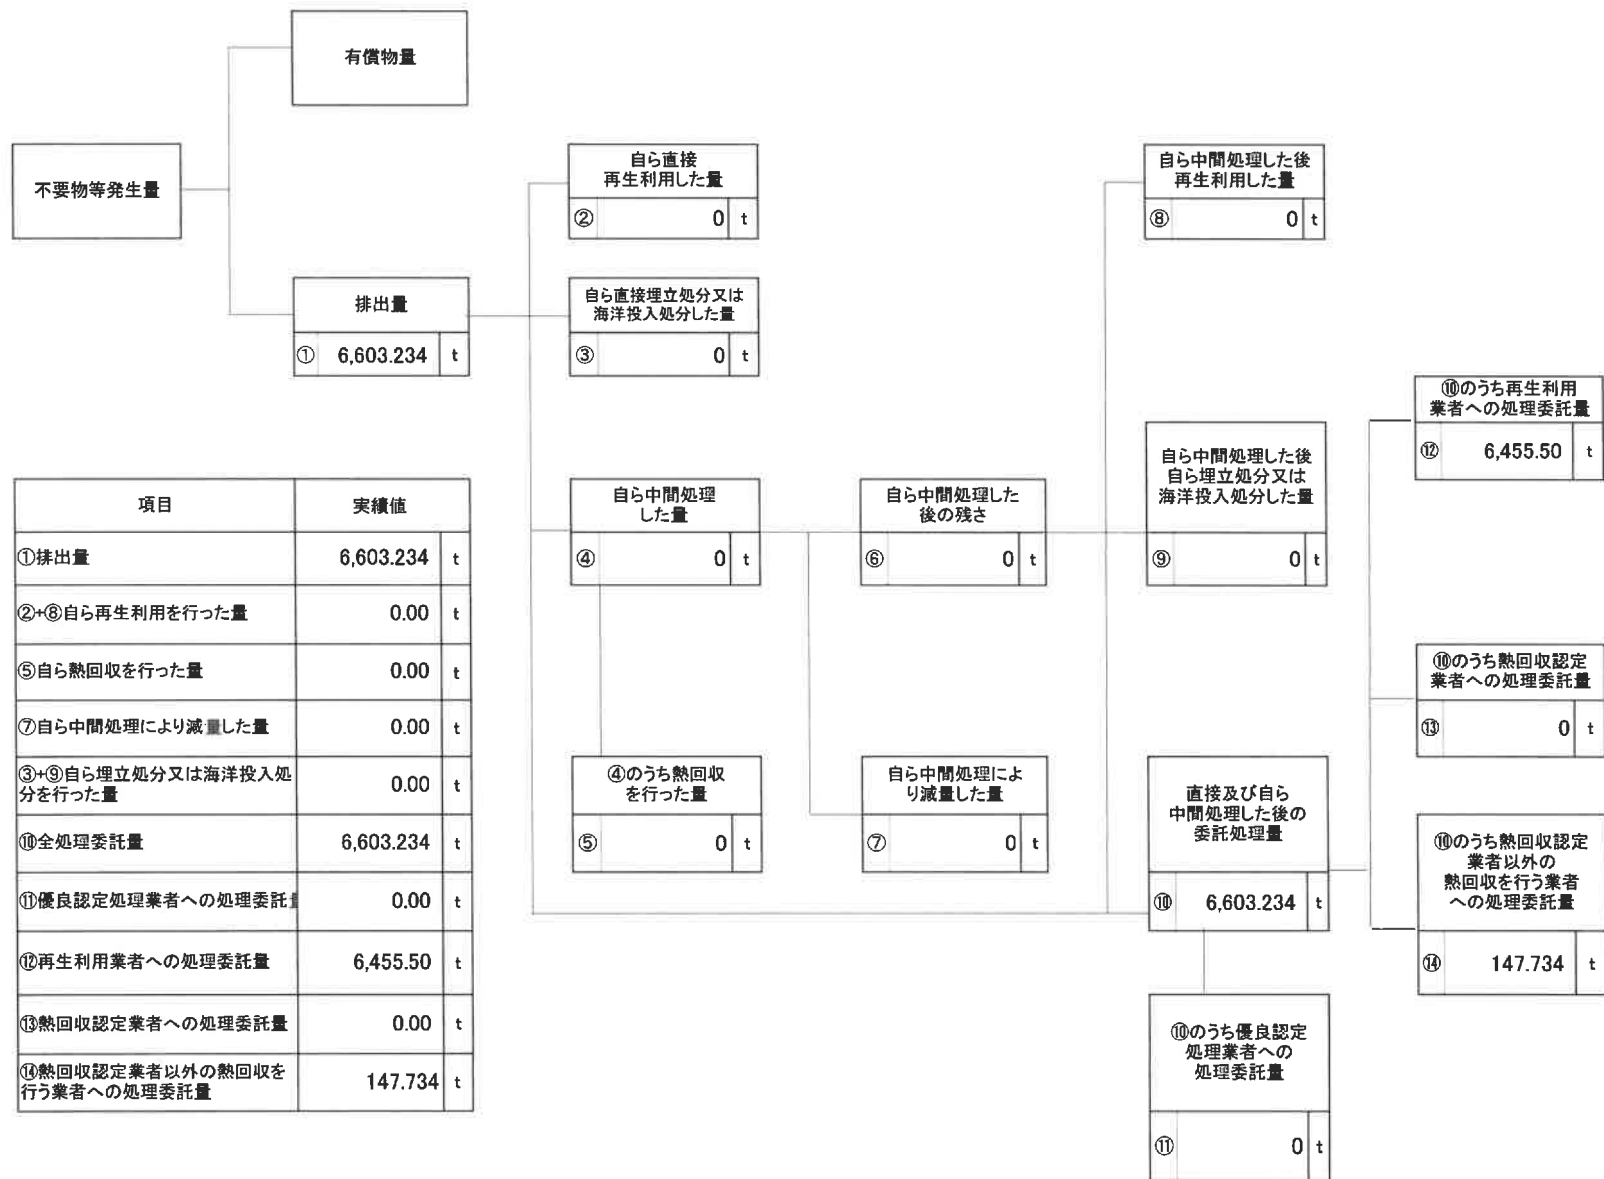 有償物量
不要物等発生量
排出量
① 6,603.234 t
自ら直接
再生利用した量
② 0 t
自ら直接埋立処分又は
海洋投入処分した量
③ 0 t
自ら中間処理
した量
④ 0 t
④のうち熱回収
を行った量
⑤ 0 t
自ら中間処理した
後の残さ
⑥ 0 t
自ら中間処理によ
り減量した量
⑦ 0 t
自ら中間処理した後
再生利用した量
⑧ 0 t
自ら中間処理した後
自ら埋立処分又は
海洋投入処分した量
⑨ 0 t
直接及び自ら
中間処理した後の
委託処理量
⑩ 6,603.234 t
⑩のうち優良認定
処理業者への
処理委託量
⑪ 0 t
⑩のうち再生利用
業者への処理委託量
⑫ 6,455.50 t
⑩のうち熱回収認定
業者への処理委託量
⑬ 0 t
⑩のうち熱回収認定
業者以外の
熱回収を行う業者
への処理委託量
⑭ 147.734 t
項目 実績値
①排出量 6,603.234 t
②+⑧自ら再生利用を行った量 0.00 t
⑤自ら熱回収を行った量 0.00 t
⑦自ら中間処理により減量した量 0.00 t
③+⑨自ら埋立処分又は海洋投入処
分を行った量 0.00 t
⑩全処理委託量 6,603.234 t
⑪優良認定処理業者への処理委託量 0.00 t
⑫再生利用業者への処理委託量 6,455.50 t
⑬熱回収認定業者への処理委託量 0.00 t
⑭熱回収認定業者以外の熱回収を
行う業者への処理委託量 147.734 t